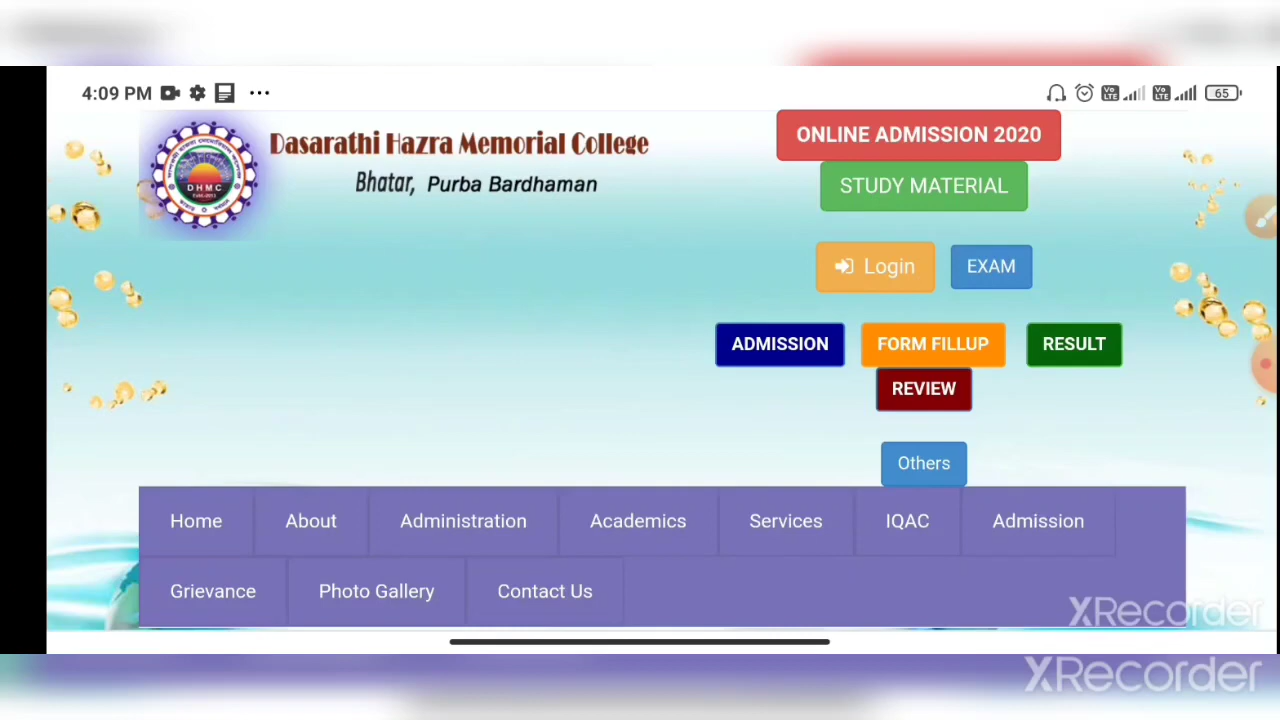 4:09 PM
65
Dasarathi Hazra Memorial College
Bhatar, Purba Bardhaman
DHMC
ONLINE ADMISSION 2020
STUDY MATERIAL
Login EXAM
ADMISSION FORM FILLUP RESULT
REVIEW
Others
Home About Administration Academics Services IQAC Admission
Grievance Photo Gallery Contact Us
XRecorder
XRecorder